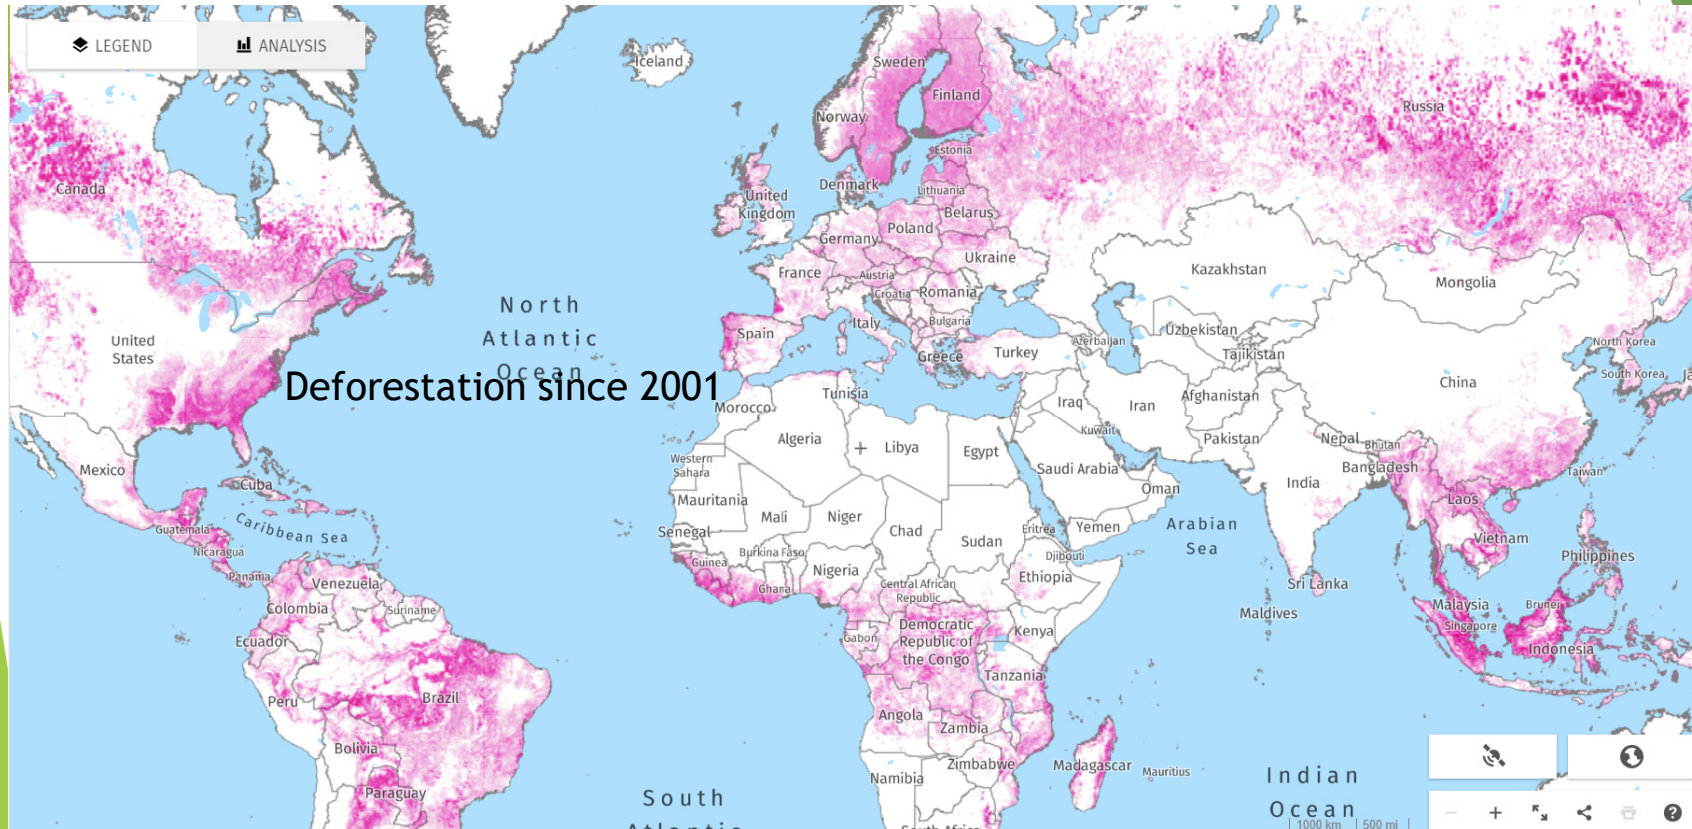 LEGEND
ANALYSIS
Iceland
Sweden
Finland
Norway
Russia
Estonia
Canada
Denmark
Lithuania
United
Kingdom
Belarus
Poland
Germany
Ukraine
France
Austria
Kazakhstan
Mongolia
Croatia
Romania
North
Atlantic
Ocean
Italy
Bulgaria
Spain
Uzbekistan
United
States
Azerbaijan
North Korea
Greece
Turkey
Tajikistan
South Korea
Ja
China
Deforestation since 2001
Tunisia
Morocco
Iraq
Iran
Afghanistan
Kuwait
Algeria
Libya
Egypt
Pakistan
Nepal
Bhutan
Western
Sahara
Saudi Arabia
Bangladesh
Mexico
Taiwan
Cuba
India
Oman
Laos
Mauritania
Mali
Niger
Chad
Sudan
Eritrea
Yemen
Arabian
Sea
Guatemala
Caribbean Sea
Senegal
Vietnam
Nicaragua
Burkina Faso
Djibouti
Philippines
Guinea
Nigeria
Ethiopia
Panama
Venezuela
Ghana
Central African
Republic
Sri Lanka
Colombia
Suriname
Maldives
Malaysia
Brunei
Singapore
Ecuador
Gabon
Democratic
Republic of
the Congo
Kenya
Indonesia
Tanzania
Peru
Brazil
Angola
Zambia
Bolivia
Zimbabwe
Madagascar
Mauritius
Namibia
Paraguay
Indian
Ocean
South
Atlantic
South Africa
1000 km
500 mi